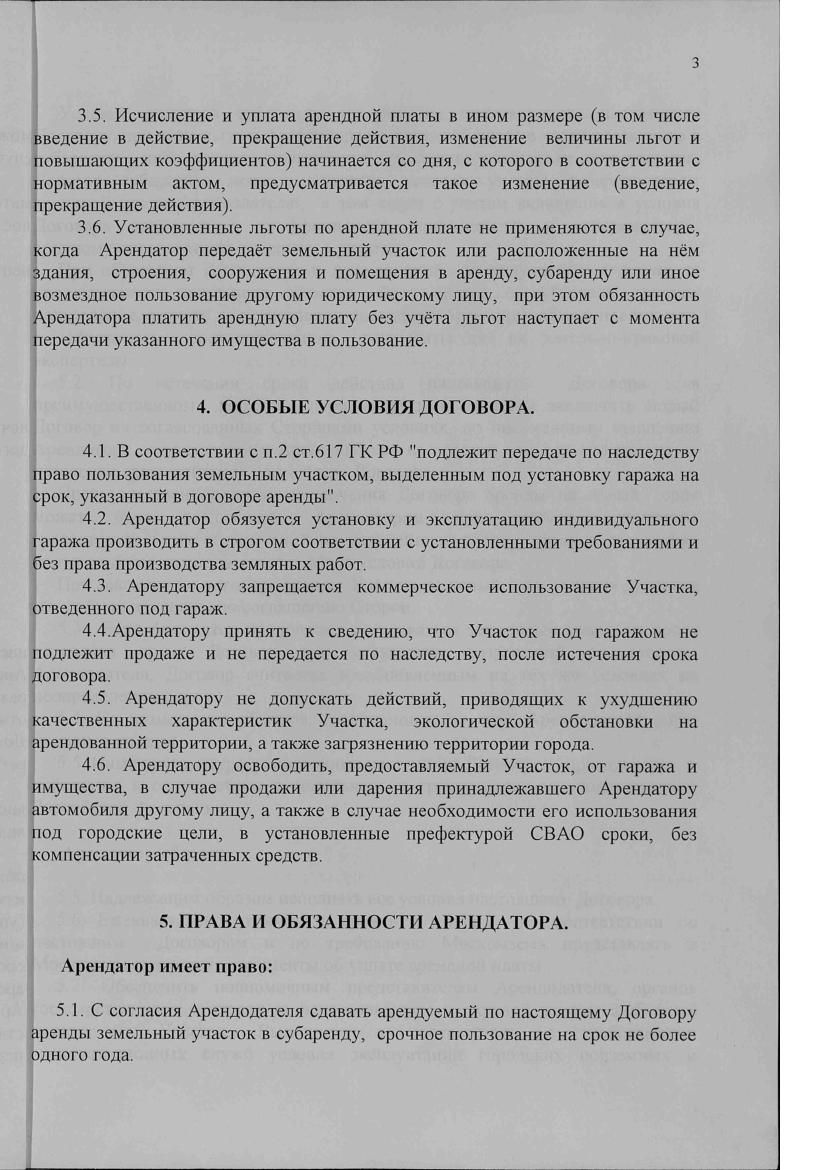 3
3.5. Исчисление и уплата арендной платы в ином размере (в том числе
введение в действие, прекращение действия, изменение величины льгот и
повышающих коэффициентов) начинается со дня, с которого в соответствии с
нормативным актом, предусматривается такое изменение (введение,
прекращение действия).
3.6. Установленные льготы по арендной плате не применяются в случае,
когда Арендатор передаёт земельный участок или расположенные на нём
здания, строения, сооружения и помещения в аренду, субаренду или иное
возмездное пользование другому юридическому лицу, при этом обязанность
Арендатора платить арендную плату без учёта льгот наступает с момента
передачи указанного имущества в пользование.
4. ОСОБЫЕ УСЛОВИЯ ДОГОВОРА.
4.1. В соответствии с п.2 ст.617 ГК РФ "подлежит передаче по наследству
право пользования земельным участком, выделенным под установку гаража на
срок, указанный в договоре аренды".
4.2. Арендатор обязуется установку и эксплуатацию индивидуального
гаража производить в строгом соответствии с установленными требованиями и
без права производства земляных работ.
4.3. Арендатору запрещается коммерческое использование Участка,
отведенного под гараж.
4.4.Арендатору принять к сведению, что Участок под гаражом не
подлежит продаже и не передается по наследству, после истечения срока
договора.
4.5. Арендатору не допускать действий, приводящих к ухудшению
качественных характеристик Участка, экологической обстановки на
арендованной территории, а также загрязнению территории города.
4.6. Арендатору освободить, предоставляемый Участок, от гаража и
имущества, в случае продажи или дарения принадлежавшего Арендатору
автомобиля другому лицу, а также в случае необходимости его использования
под городские цели, в установленные префектурой СВАО сроки, без
компенсации затраченных средств.
5. ПРАВА И ОБЯЗАННОСТИ АРЕНДАТОРА.
Арендатор имеет право:
5.1. С согласия Арендодателя сдавать арендуемый по настоящему Договору
аренды земельный участок в субаренду, срочное пользование на срок не более
одного года.